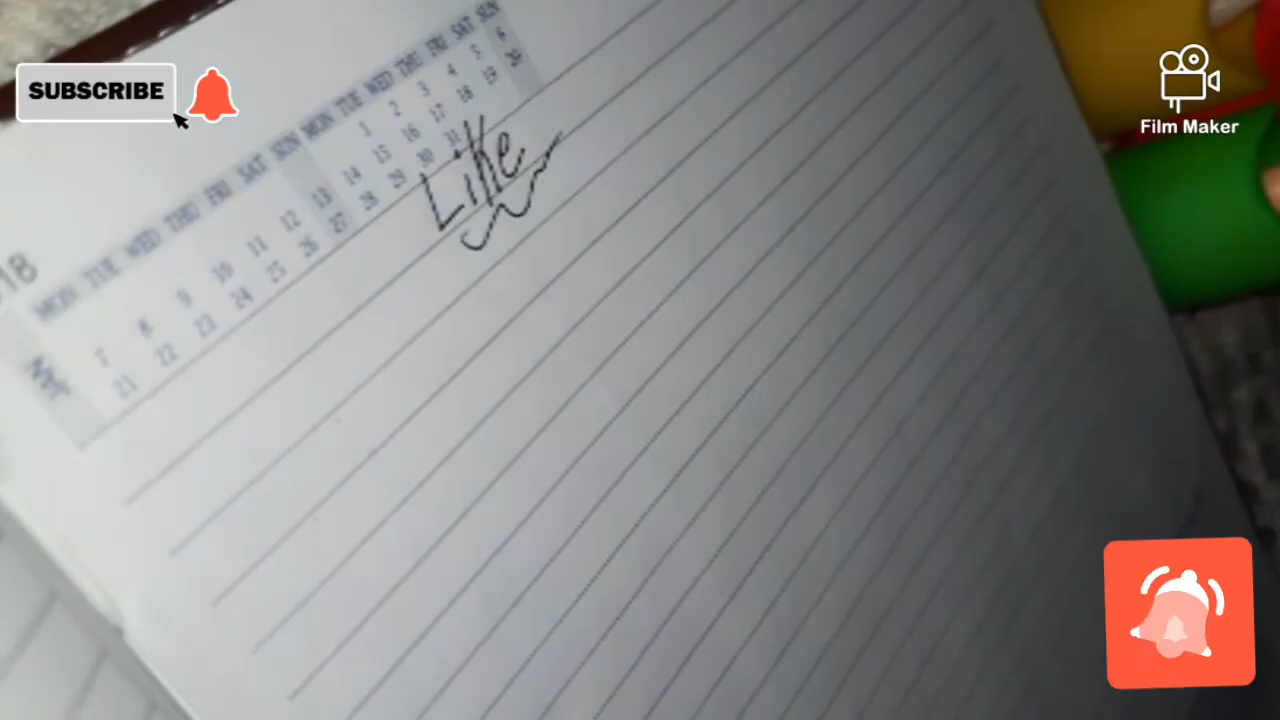 SUBSCRIBE
Film Maker
18
MON TUE WED THU FRI SAT SUN MON TUE WED THU FRI SAT SUN
JAN
1 2 3 4 5 6
7 8 9 10 11 12 13 14 15 16 17 18 19 20
21 22 23 24 25 26 27 28 29 30 31
Like